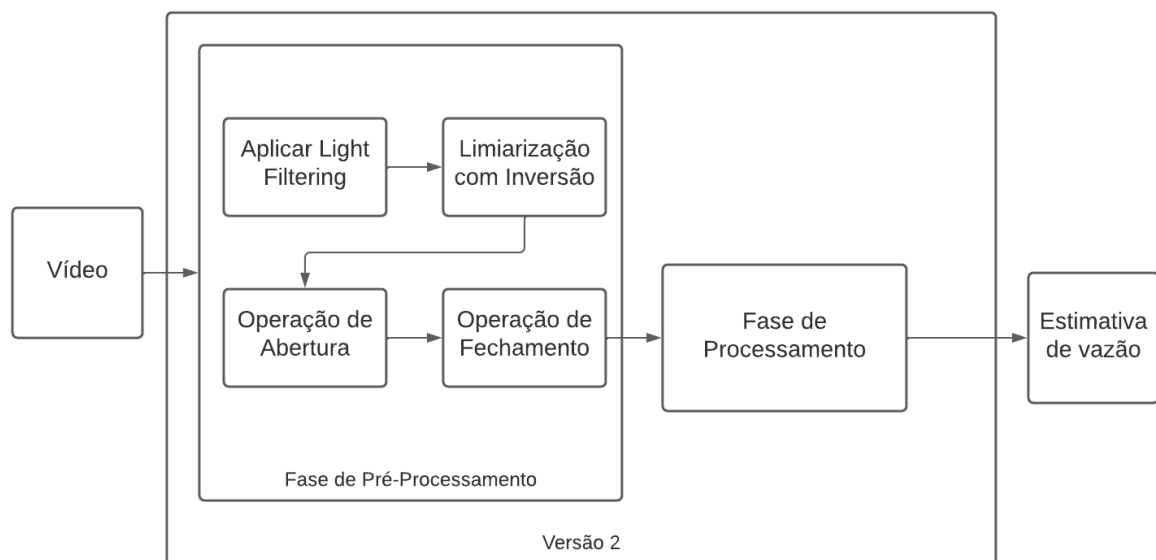 Aplicar Light
Filtering
Limiarização
com Inversão
Vídeo
Operação de
Abertura
Operação de
Fechamento
Fase de
Processamento
Estimativa
de vazão
Fase de Pré-Processamento
Versão 2